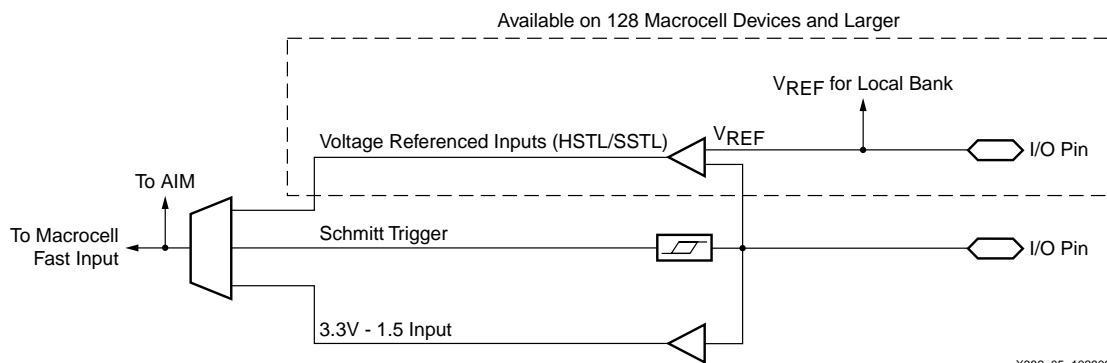 Available on 128 Macrocell Devices and Larger
VREF for Local Bank
Voltage Referenced Inputs (HSTL/SSTL)
VREF
I/O Pin
To AIM
To Macrocell
Fast Input
Schmitt Trigger
I/O Pin
3.3V - 1.5 Input